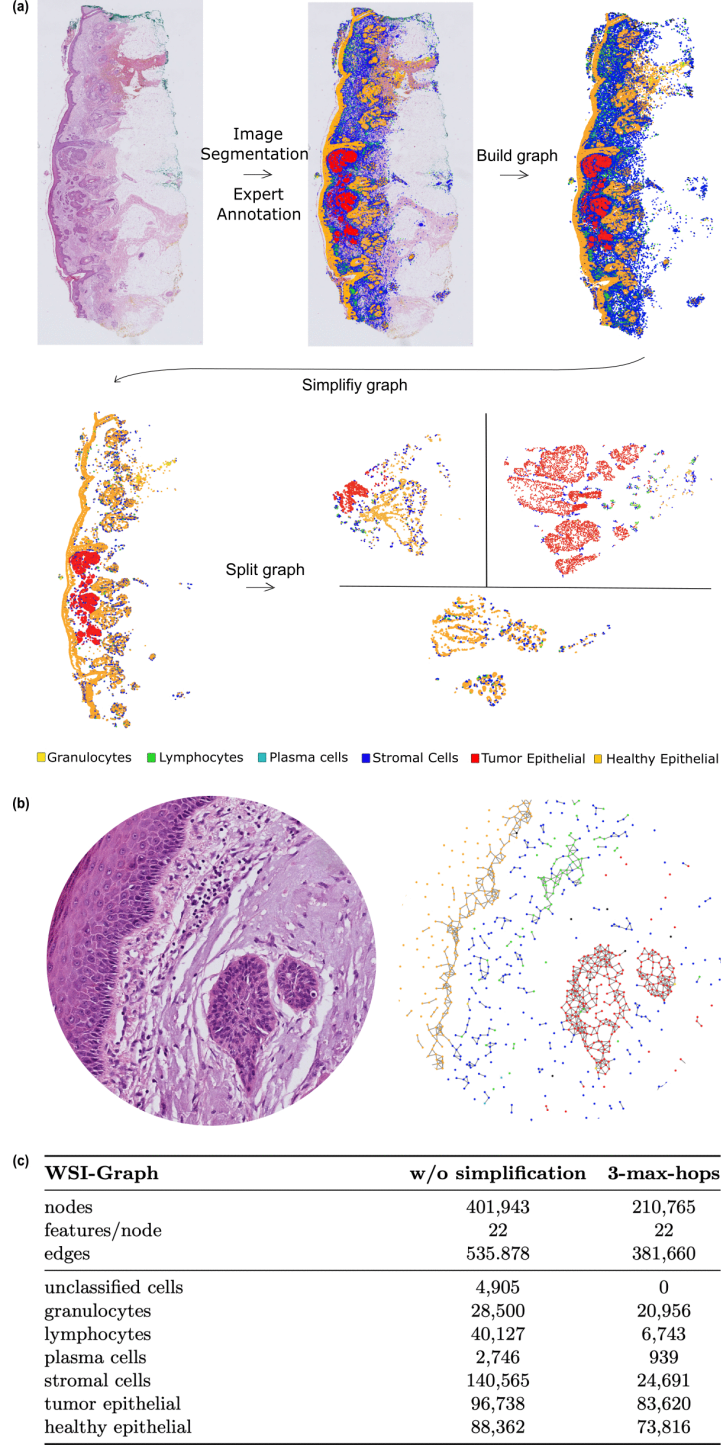 (a)
Image
Segmentation
Expert
Annotation
Build graph
Simplifiy graph
Split graph
Granulocytes Lymphocytes Plasma cells Stromal Cells Tumor Epithelial Healthy Epithelial
(b)
(c)
WSI-Graph w/o simplification 3-max-hops
nodes 401,943 210,765
features/node 22 22
edges 535.878 381,660
unclassified cells 4,905 0
granulocytes 28,500 20,956
lymphocytes 40,127 6,743
plasma cells 2,746 939
stromal cells 140,565 24,691
tumor epithelial 96,738 83,620
healthy epithelial 88,362 73,816